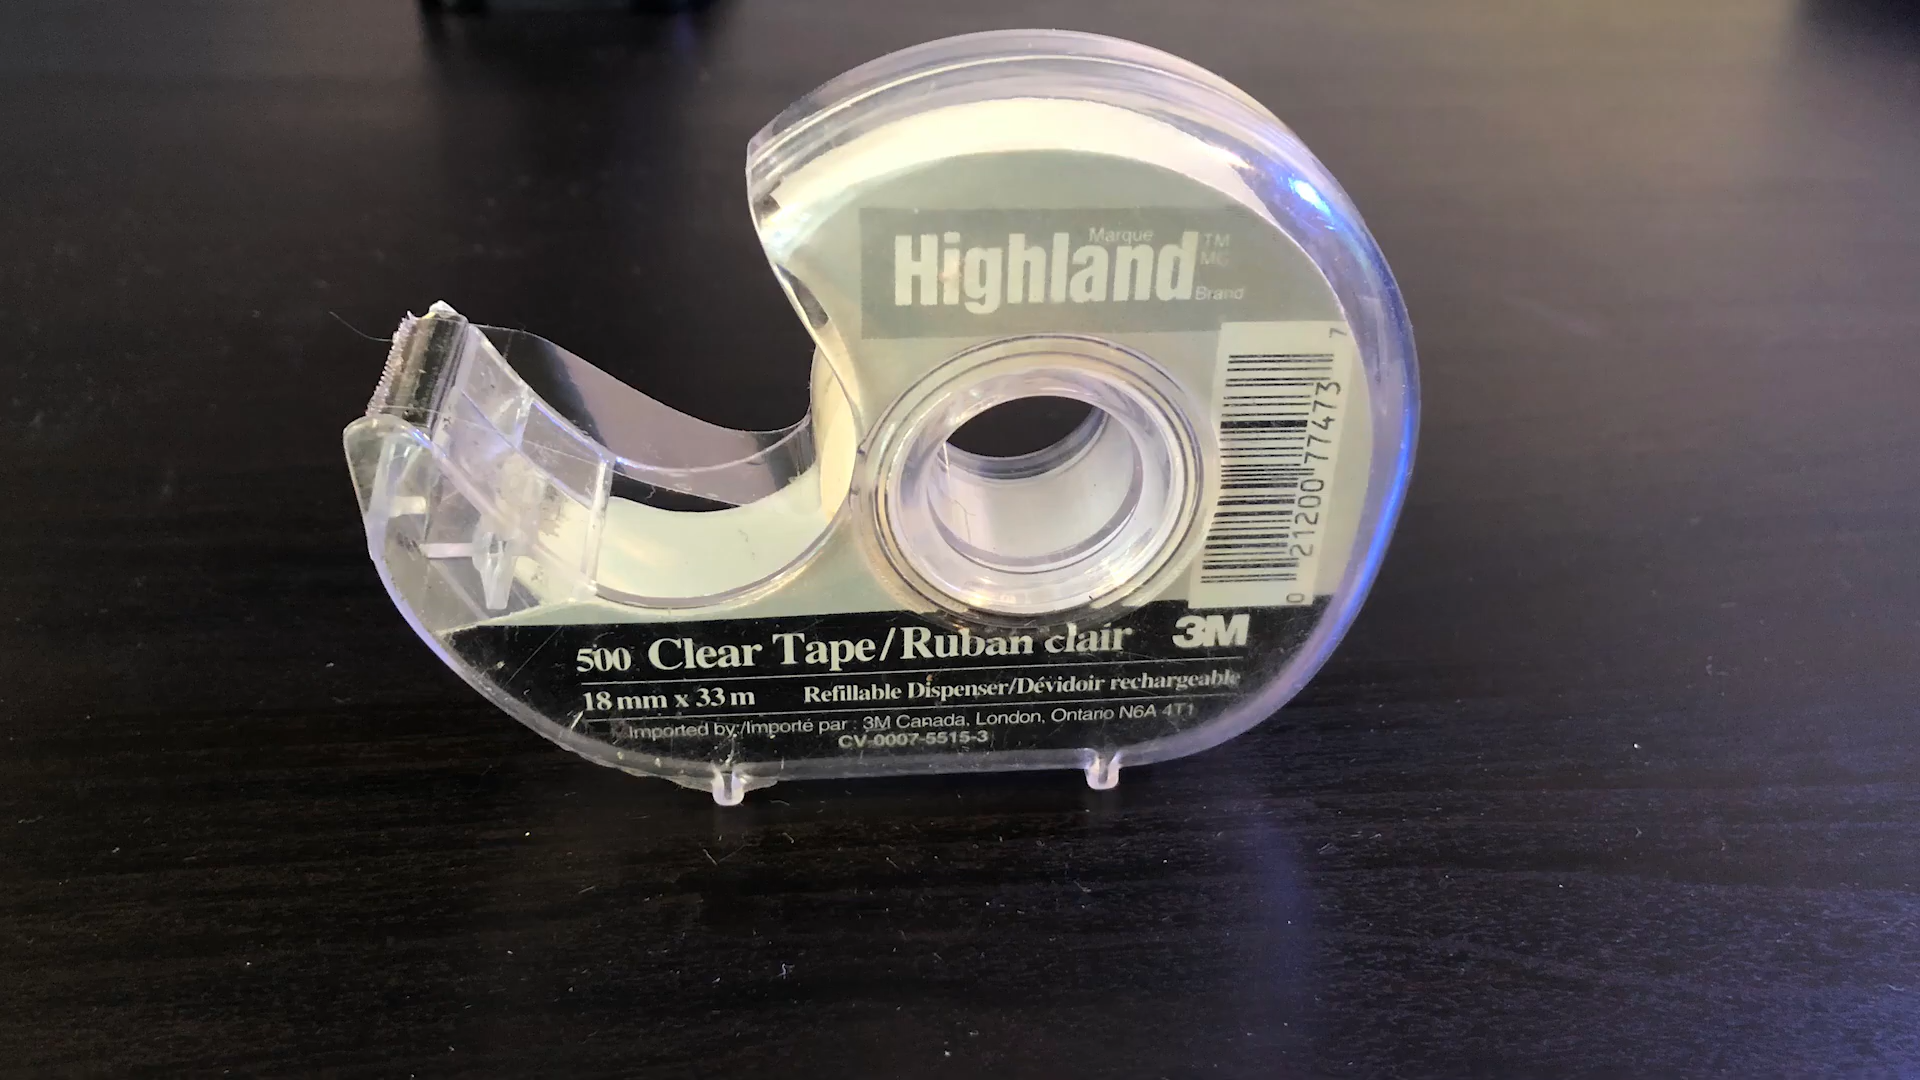 Marque
Highland TM
MC
Brand
7
0 21200 77473
500 Clear Tape/Ruban clair 3M
18 mm x 33 m Refillable Dispenser/Dévidoir rechargeable
Imported by:/Importé par : 3M Canada, London, Ontario N6A 4T1
CV-0007-5515-3